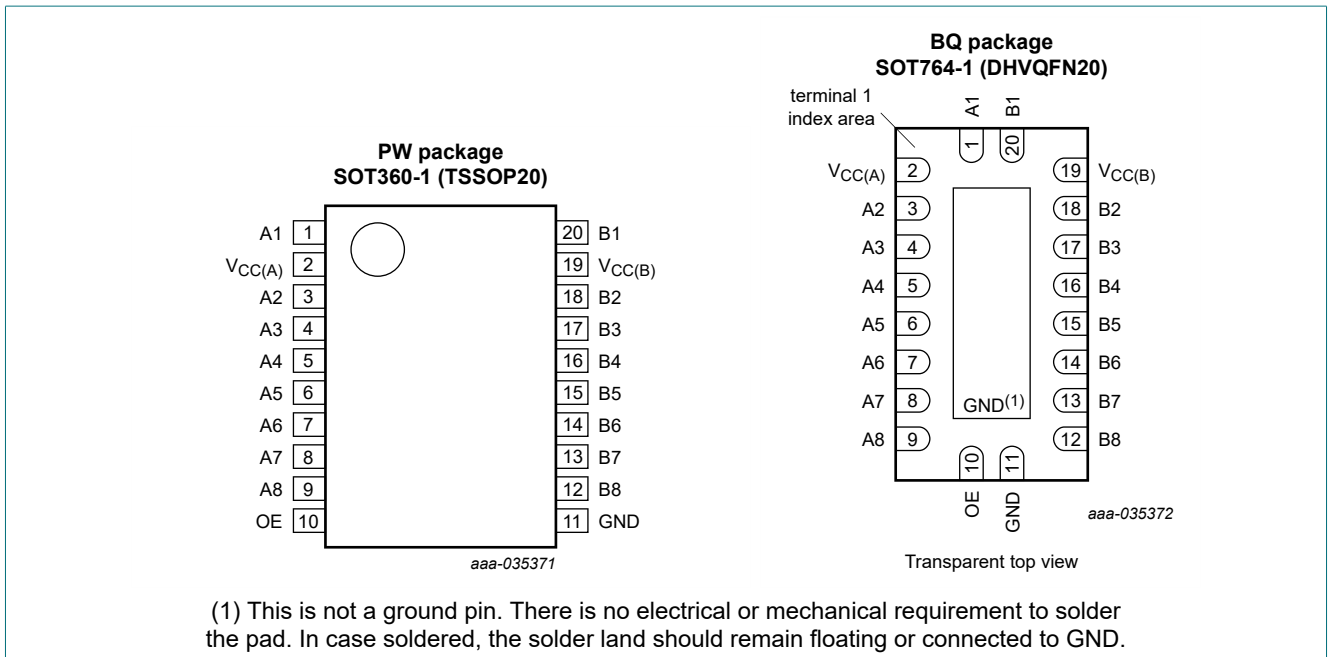 PW package
SOT360-1 (TSSOP20)
A1 1
VCC(A) 2
A2 3
A3 4
A4 5
A5 6
A6 7
A7 8
A8 9
OE 10
20 B1
19 VCC(B)
18 B2
17 B3
16 B4
15 B5
14 B6
13 B7
12 B8
11 GND
aaa-035371
BQ package
SOT764-1 (DHVQFN20)
terminal 1
index area
A1 B1
1 20
VCC(A) 2
A2 3
A3 4
A4 5
A5 6
A6 7
A7 8
A8 9
19 VCC(B)
18 B2
17 B3
16 B4
15 B5
14 B6
13 B7
12 B8
GND(1)
10 11
OE GND
aaa-035372
Transparent top view
(1) This is not a ground pin. There is no electrical or mechanical requirement to solder
the pad. In case soldered, the solder land should remain floating or connected to GND.